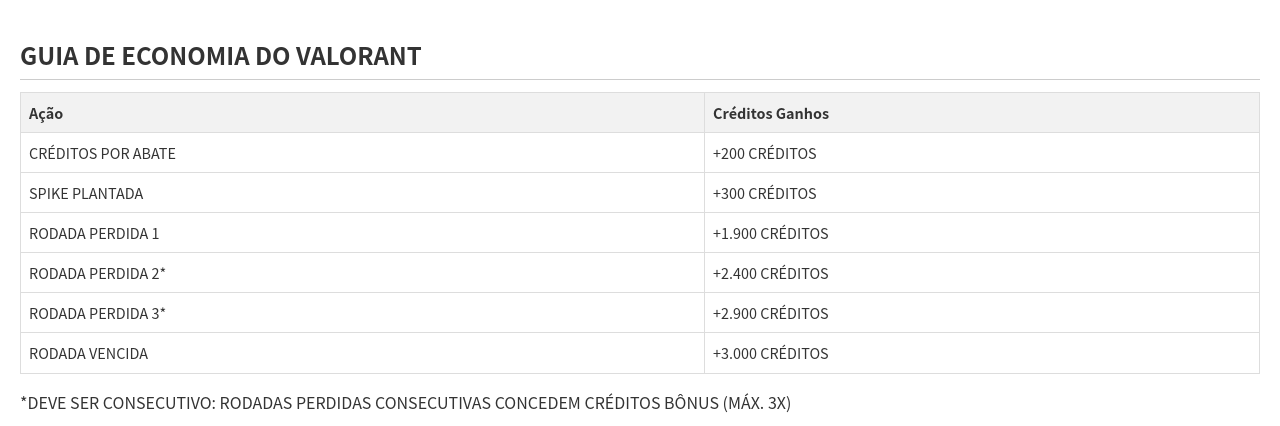 GUIA DE ECONOMIA DO VALORANT
Ação Créditos Ganhos
CRÉDITOS POR ABATE +200 CRÉDITOS
SPIKE PLANTADA +300 CRÉDITOS
RODADA PERDIDA 1 +1.900 CRÉDITOS
RODADA PERDIDA 2* +2.400 CRÉDITOS
RODADA PERDIDA 3* +2.900 CRÉDITOS
RODADA VENCIDA +3.000 CRÉDITOS
*DEVE SER CONSECUTIVO: RODADAS PERDIDAS CONSECUTIVAS CONCEDEM CRÉDITOS BÔNUS (MÁX. 3X)